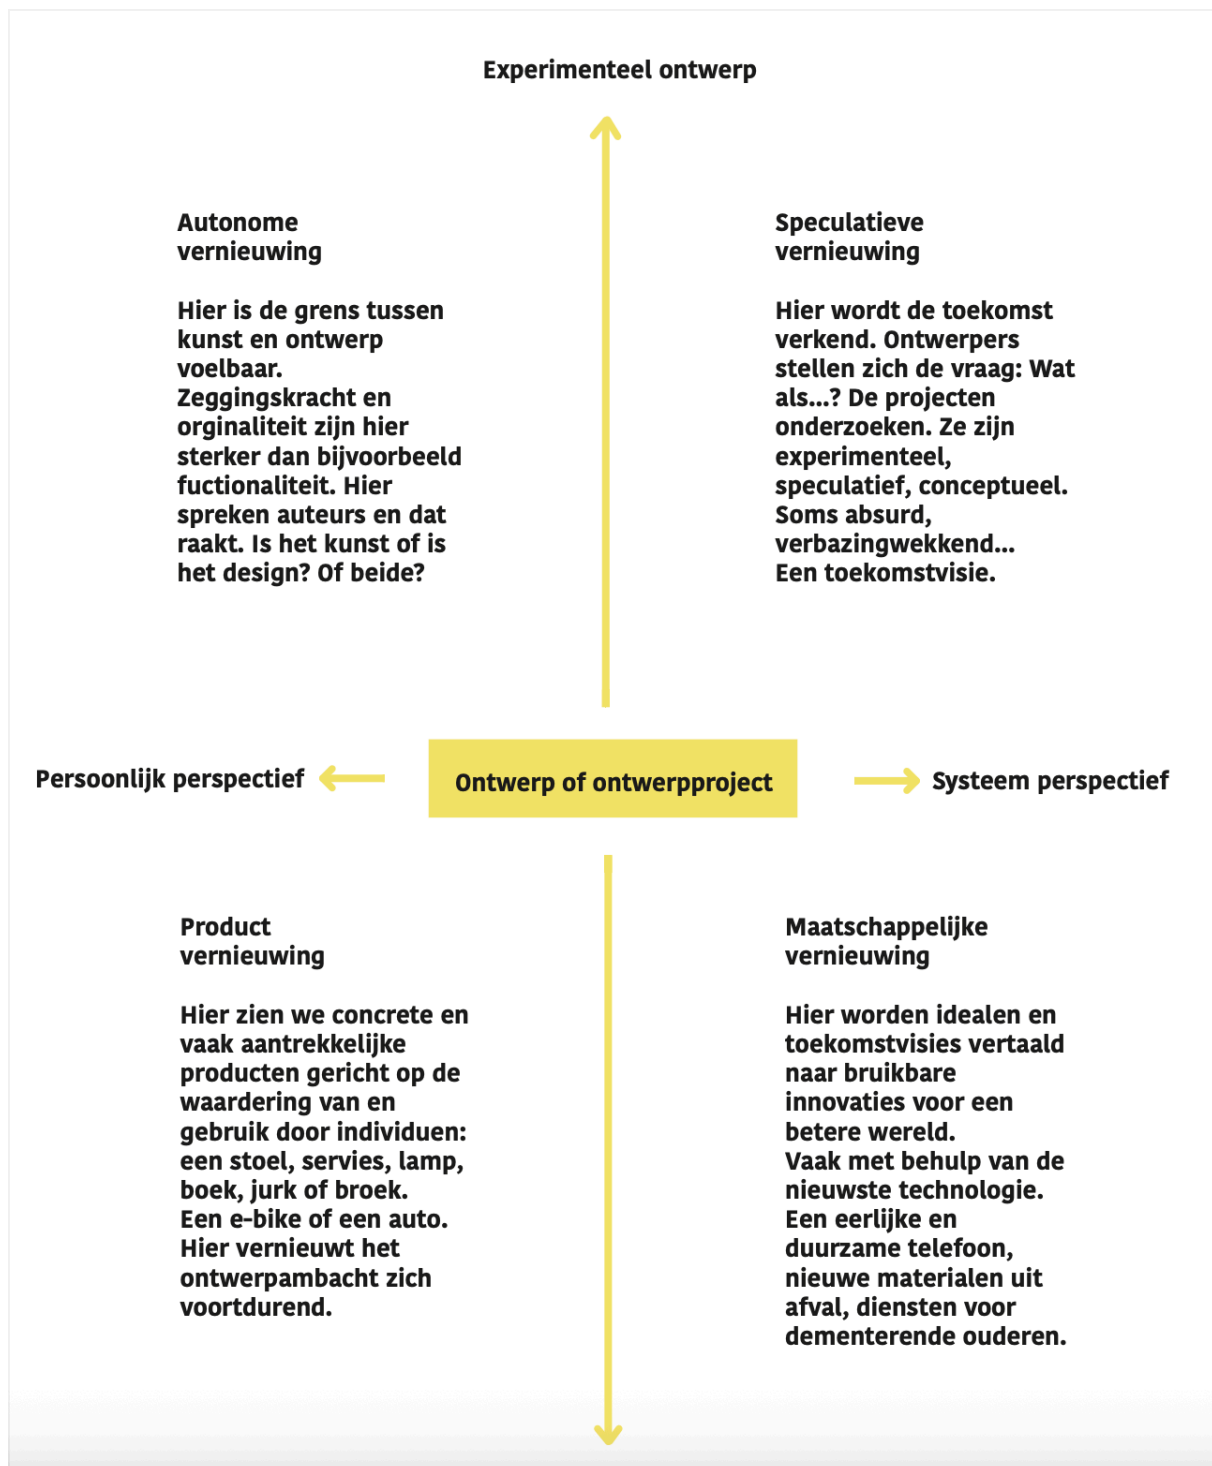 Experimenteel ontwerp
Autonome
vernieuwing
Hier is de grens tussen
kunst en ontwerp
voelbaar.
Zeggingskracht en
orginaliteit zijn hier
sterker dan bijvoorbeeld
fuctionaliteit. Hier
spreken auteurs en dat
raakt. Is het kunst of is
het design? Of beide?
Speculatieve
vernieuwing
Hier wordt de toekomst
verkend. Ontwerpers
stellen zich de vraag: Wat
als...? De projecten
onderzoeken. Ze zijn
experimenteel,
speculatief, conceptueel.
Soms absurd,
verbazingwekkend...
Een toekomstvisie.
Persoonlijk perspectief
Ontwerp of ontwerpproject
Systeem perspectief
Product
vernieuwing
Hier zien we concrete en
vaak aantrekkelijke
producten gericht op de
waardering van en
gebruik door individuen:
een stoel, servies, lamp,
boek, jurk of broek.
Een e-bike of een auto.
Hier vernieuwt het
ontwerpambacht zich
voortdurend.
Maatschappelijke
vernieuwing
Hier worden idealen en
toekomstvisies vertaald
naar bruikbare
innovaties voor een
betere wereld.
Vaak met behulp van de
nieuwste technologie.
Een eerlijke en
duurzame telefoon,
nieuwe materialen uit
afval, diensten voor
dementerende ouderen.